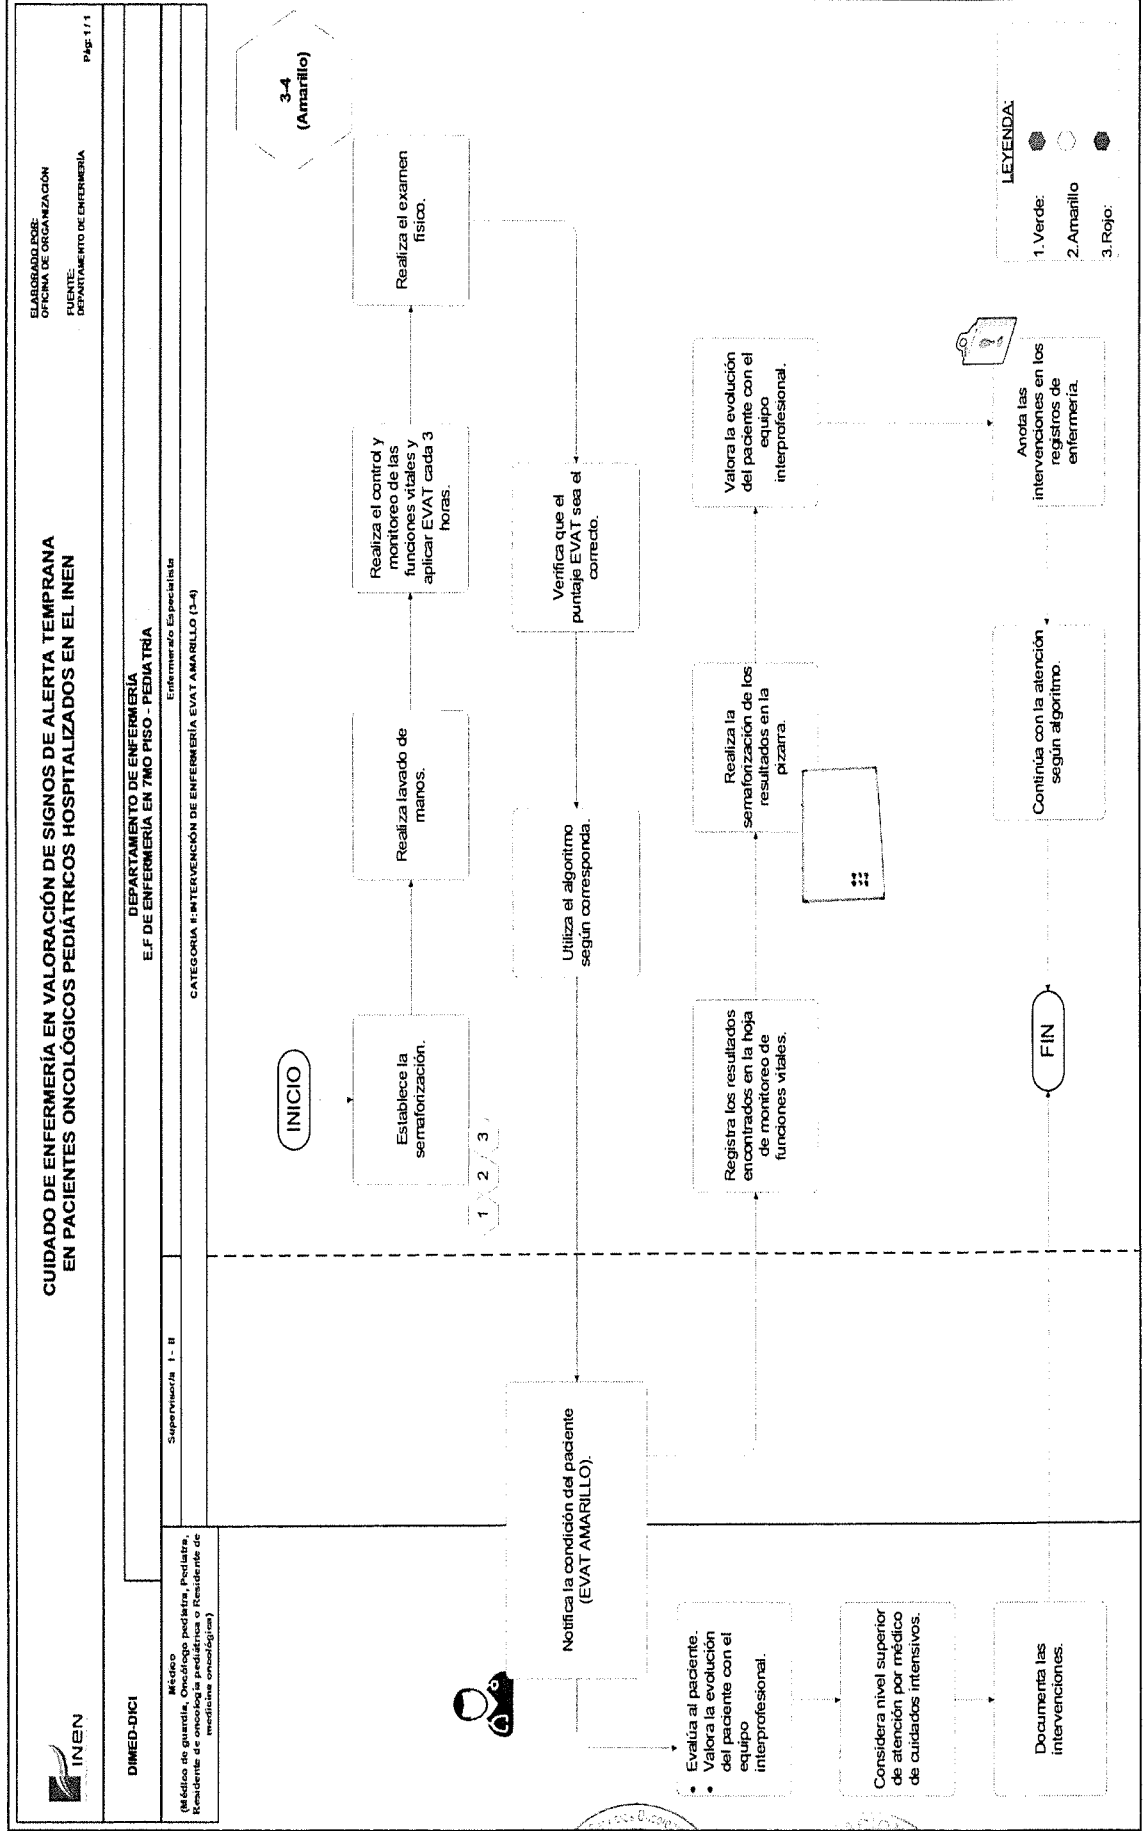 INEN
CUIDADO DE ENFERMERÍA EN VALORACIÓN DE SIGNOS DE ALERTA TEMPRANA
EN PACIENTES ONCOLÓGICOS PEDIÁTRICOS HOSPITALIZADOS EN EL INEN
ELABORADO POR:
OFICINA DE ORGANIZACIÓN
FUENTE:
DEPARTAMENTO DE ENFERMERÍA
Pág: 1 / 1
DIMED-DICI
DEPARTAMENTO DE ENFERMERÍA
E.F DE ENFERMERÍA EN 7MO PISO - PEDIATRÍA
Médico
(Médico de guardia, Oncólogo pediatra, Pediatra,
Residente de oncología pediátrica o Residente de
medicina oncológica)
Supervisor/a I - II
Enfermera/o Especialista
CATEGORIA II: INTERVENCIÓN DE ENFERMERÍA EVAT AMARILLO (3-4)
INICIO
3-4
(Amarillo)
Establece la
semaforización.
1 2 3
Realiza lavado de
manos.
Realiza el control y
monitoreo de las
funciones vitales y
aplicar EVAT cada 3
horas.
Realiza el examen
físico.
Verifica que el
puntaje EVAT sea el
correcto.
Utiliza el algoritmo
según corresponda.
Notifica la condición del paciente
(EVAT AMARILLO).
• Evalúa al paciente.
• Valora la evolución
del paciente con el
equipo
interprofesional.
Registra los resultados
encontrados en la hoja
de monitoreo de
funciones vitales.
Realiza la
semaforización de los
resultados en la
pizarra.
Valora la evolución
del paciente con el
equipo
interprofesional.
Considera nivel superior
de atención por médico
de cuidados intensivos.
Documenta las
intervenciones.
Anota las
intervenciones en los
registros de
enfermería.
Continúa con la atención
según algoritmo.
FIN
LEYENDA:
1.Verde:
2.Amarillo
3.Rojo: